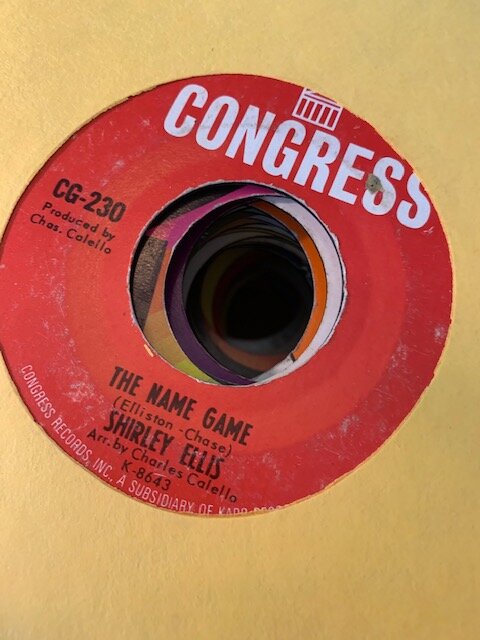 CONGRESS
CG-230
Produced by
Chas. Calello
THE NAME GAME
(Elliston -Chase)
SHIRLEY ELLIS
Arr. by Charles Calello
K-8643
CONGRESS RECORDS, INC., A SUBSIDIARY OF KAPP